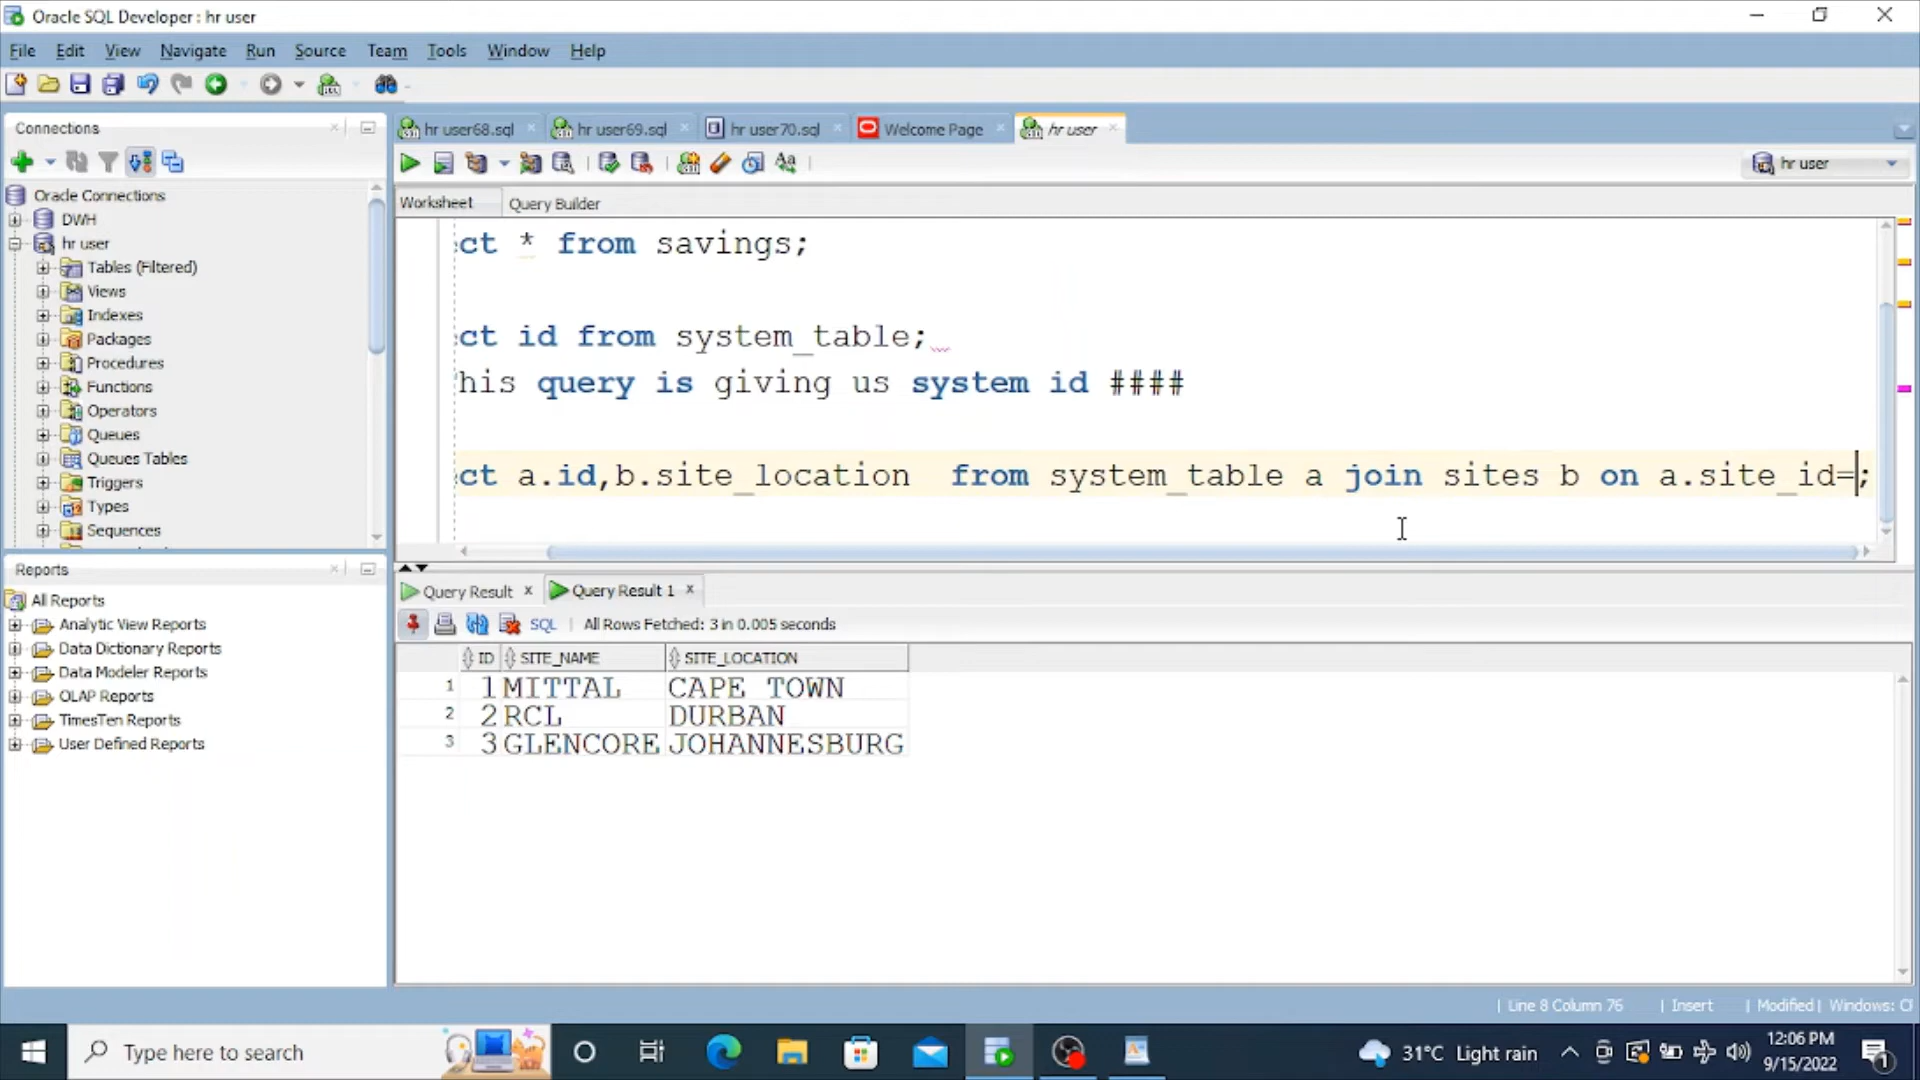 Oracle SQL Developer : hr user
File Edit View Navigate Run Source Team Tools Window Help
Connections
hr user68.sql hr user69.sql hr user70.sql Welcome Page hr user
hr user
Worksheet Query Builder
Oracle Connections
DWH
hr user
Tables (Filtered)
Views
Indexes
Packages
Procedures
Functions
Operators
Queues
Queues Tables
Triggers
Types
Sequences
ct * from savings;
ct id from system_table;
his query is giving us system id ####
ct a.id,b.site_location from system_table a join sites b on a.site_id=;
Reports
All Reports
Analytic View Reports
Data Dictionary Reports
Data Modeler Reports
OLAP Reports
TimesTen Reports
User Defined Reports
Query Result Query Result 1
SQL | All Rows Fetched: 3 in 0.005 seconds
ID SITE_NAME SITE_LOCATION
1 1 MITTAL CAPE TOWN
2 2 RCL DURBAN
3 3 GLENCORE JOHANNESBURG
| Line 8 Column 76 | Insert | Modified | Windows: Cl
Type here to search
31°C Light rain
12:06 PM
9/15/2022
1